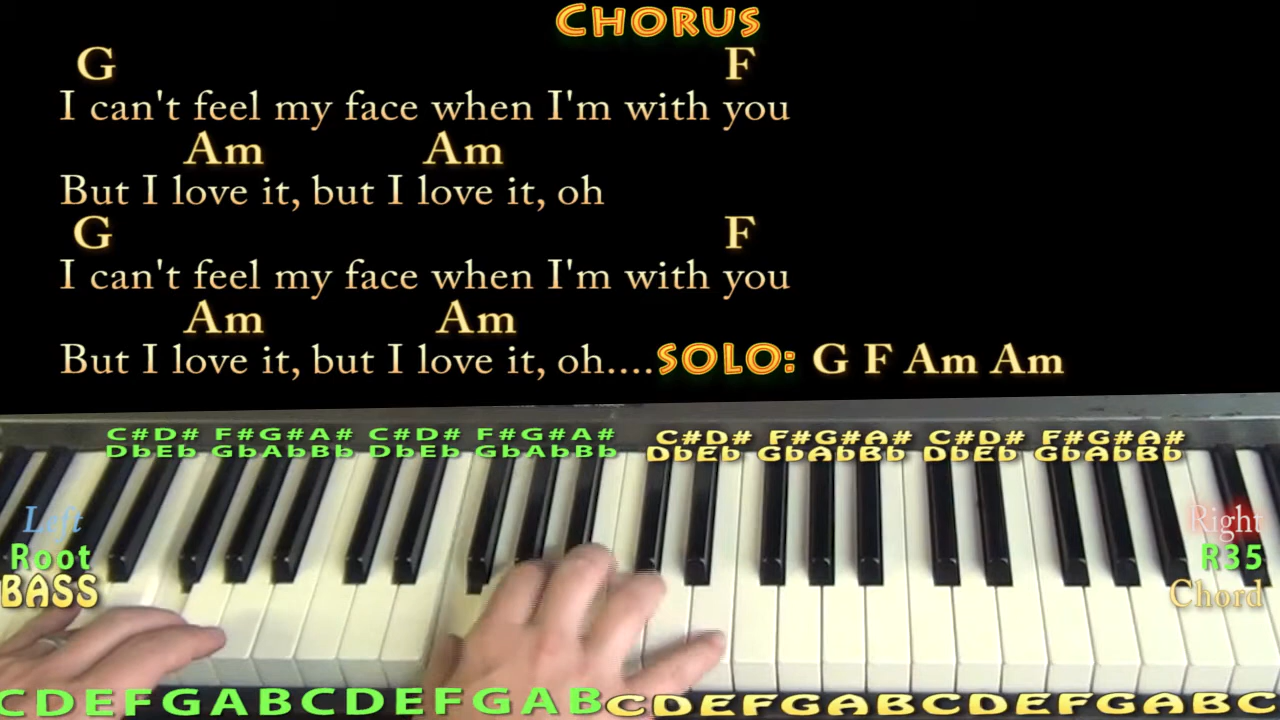 CHORUS
G F
I can't feel my face when I'm with you
Am Am
But I love it, but I love it, oh
G F
I can't feel my face when I'm with you
Am Am
But I love it, but I love it, oh....SOLO: G F Am Am
C#D# F#G#A# C#D# F#G#A# C#D# F#G#A# C#D# F#G#A#
DbEb GbAbBb DbEb GbAbBb DbEb GbAbBb DbEb GbAbBb
Left
Root
BASS
Right
R35
Chord
CDEFGABCDEFGABCDEFGABCDEFGABC